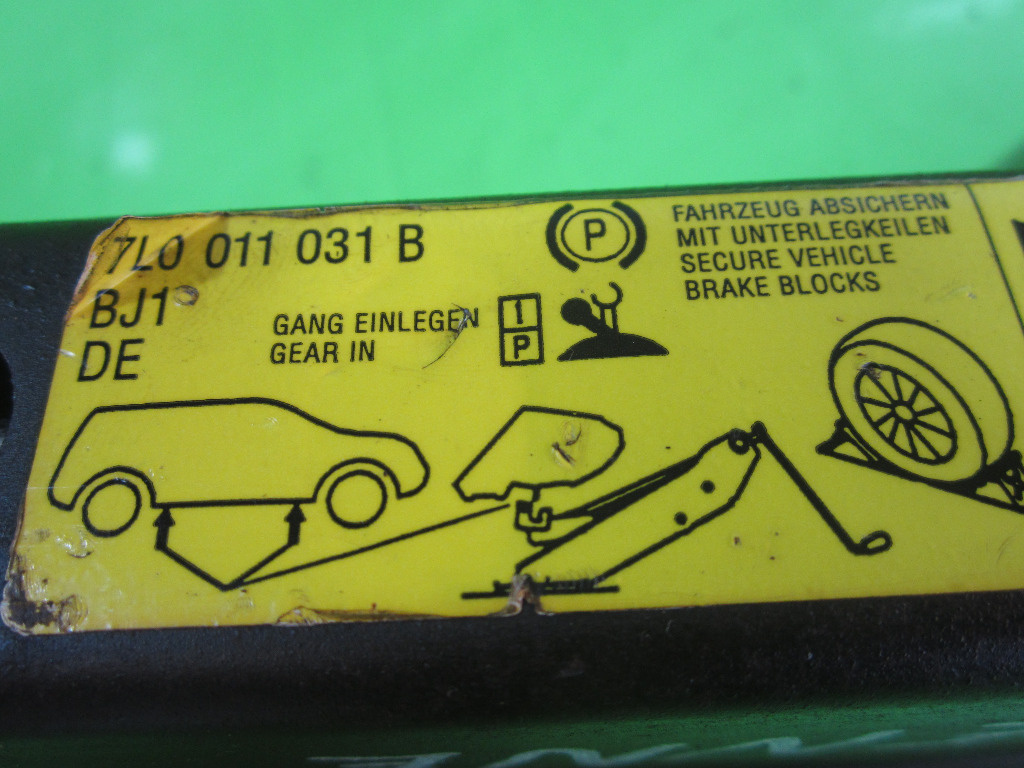 7L0 011 031 B
BJ1
DE
GANG EINLEGEN
GEAR IN
P
I
P
FAHRZEUG ABSICHERN
MIT UNTERLEGKEILEN
SECURE VEHICLE
BRAKE BLOCKS